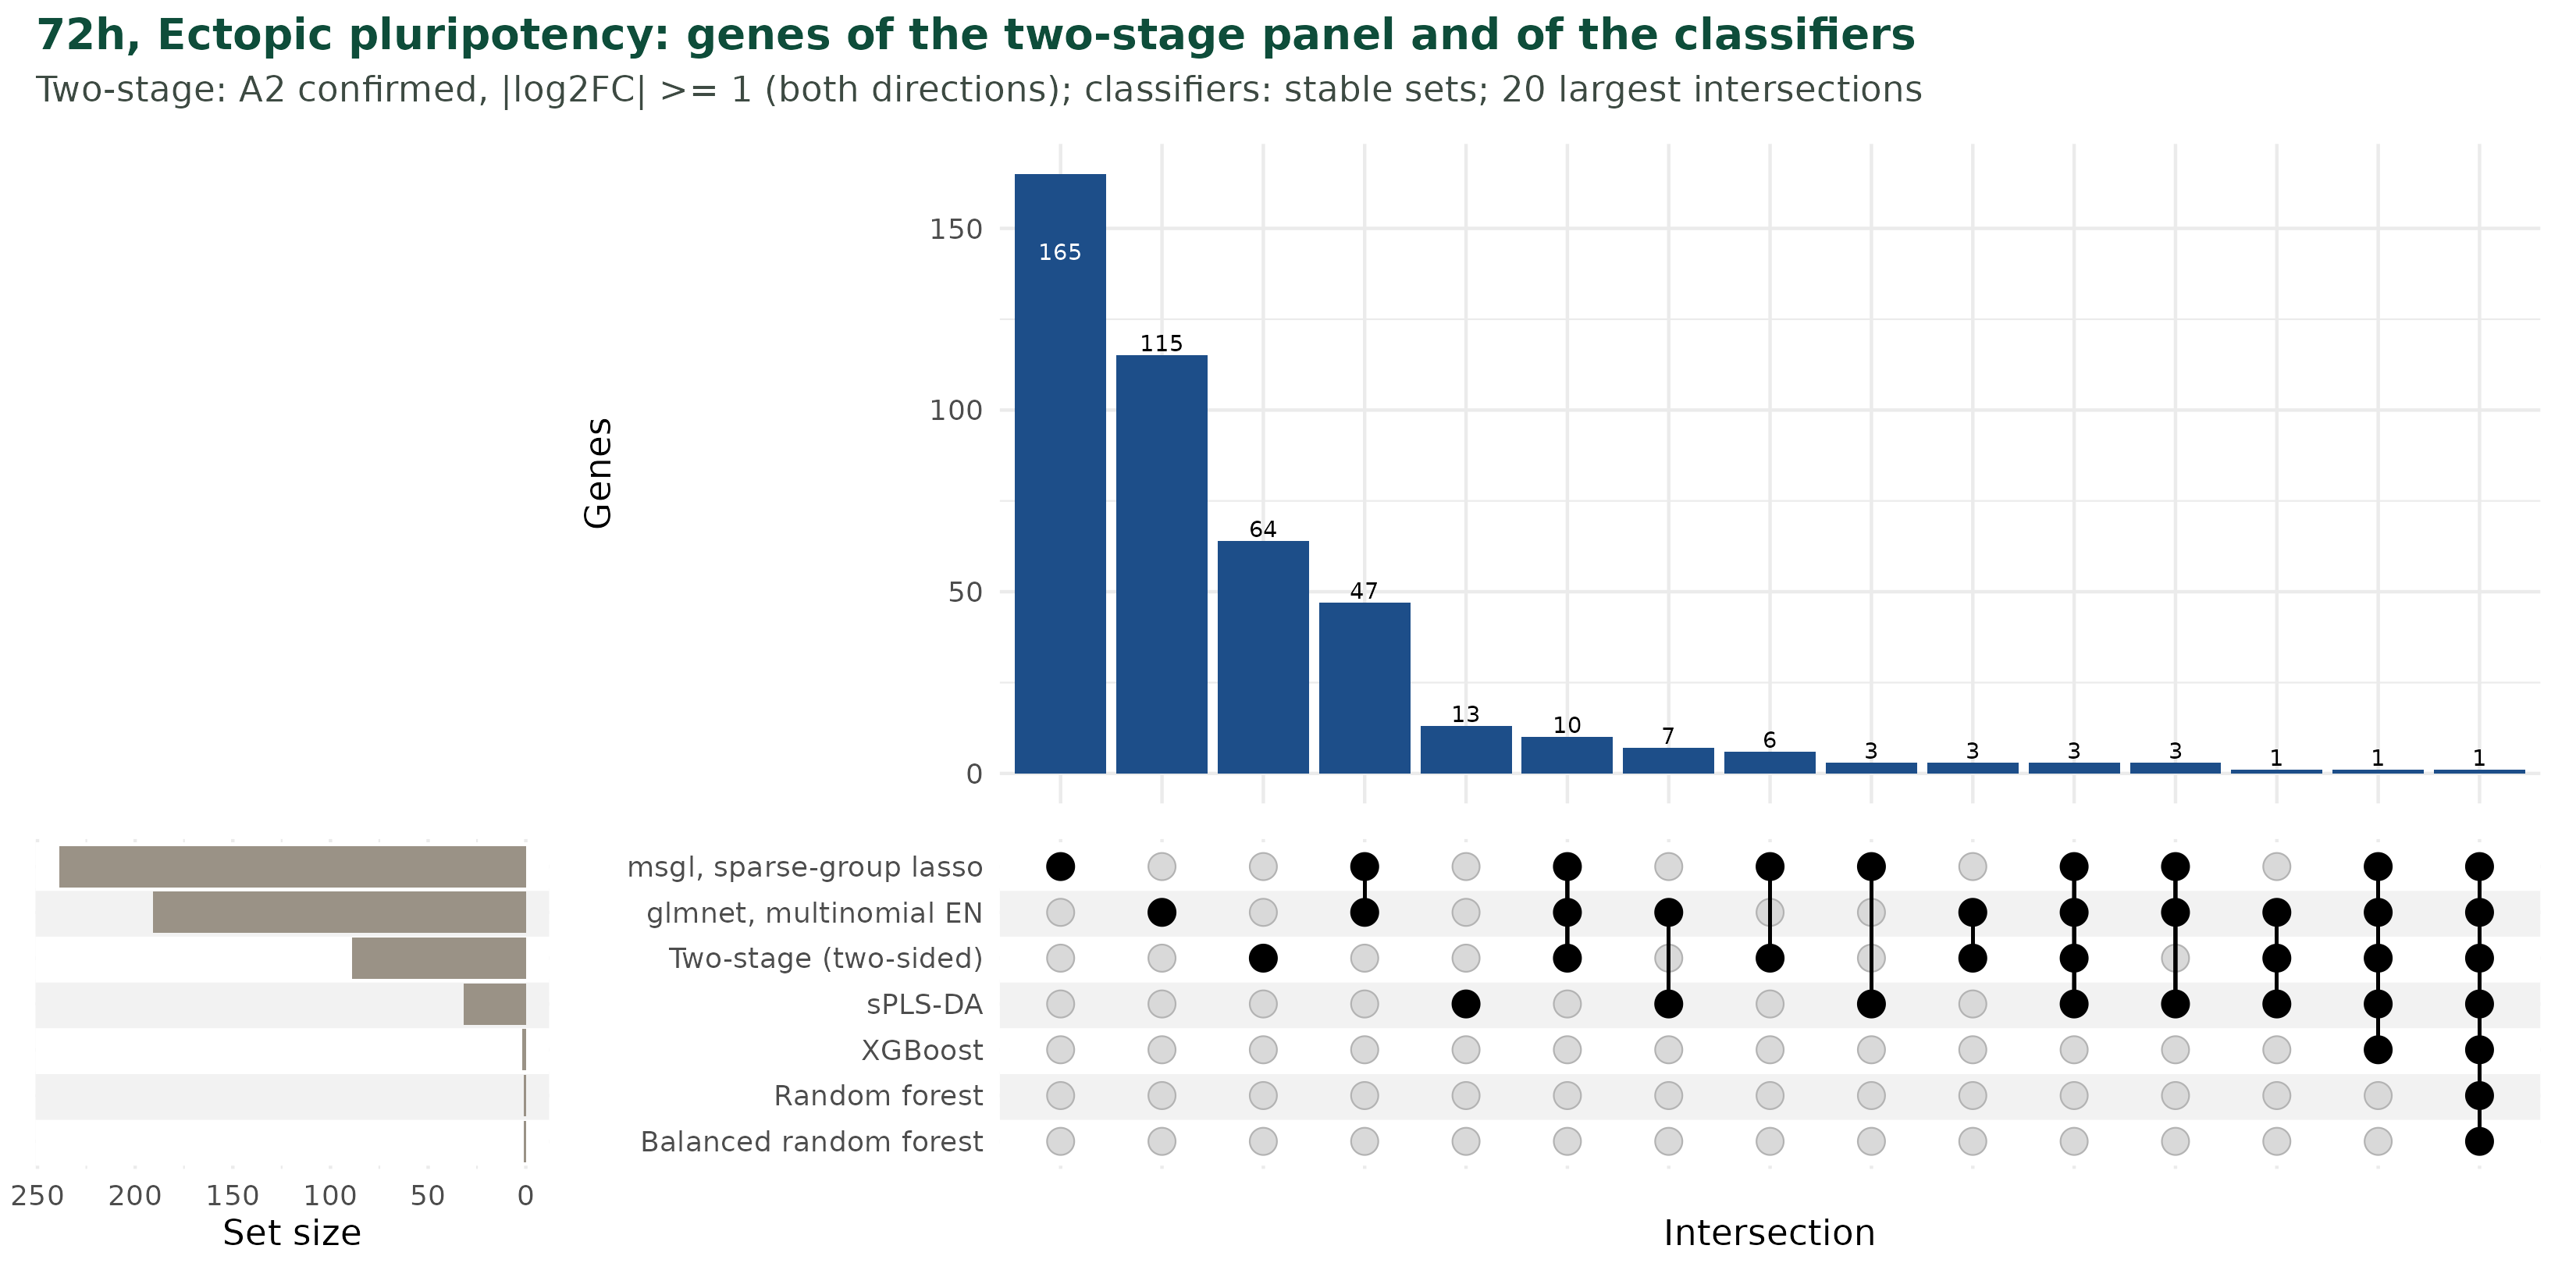 72h, Ectopic pluripotency: genes of the two-stage panel and of the classifiers
Two-stage: A2 confirmed, |log2FC| >= 1 (both directions); classifiers: stable sets; 20 largest intersections
Genes
150
100
50
0
165
115
64
47
13
10
7
6
3
3
3
3
1
1
1
msgl, sparse-group lasso
glmnet, multinomial EN
Two-stage (two-sided)
sPLS-DA
XGBoost
Random forest
Balanced random forest
250 200 150 100 50 0
Set size
Intersection